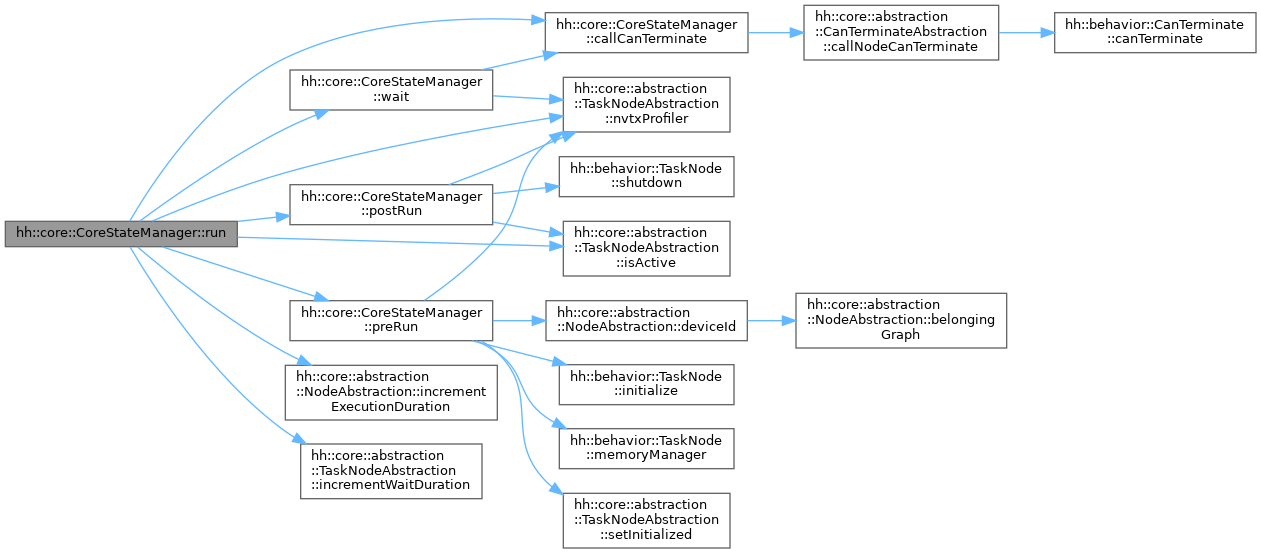 hh::core::CoreStateManager::run
hh::core::CoreStateManager
::wait
hh::core::CoreStateManager
::postRun
hh::core::CoreStateManager
::preRun
hh::core::abstraction
::NodeAbstraction::increment
ExecutionDuration
hh::core::abstraction
::TaskNodeAbstraction
::incrementWaitDuration
hh::core::CoreStateManager
::callCanTerminate
hh::core::abstraction
::TaskNodeAbstraction
::nvtxProfiler
hh::behavior::TaskNode
::shutdown
hh::core::abstraction
::TaskNodeAbstraction
::isActive
hh::core::abstraction
::NodeAbstraction::deviceId
hh::behavior::TaskNode
::initialize
hh::behavior::TaskNode
::memoryManager
hh::core::abstraction
::TaskNodeAbstraction
::setInitialized
hh::core::abstraction
::CanTerminateAbstraction
::callNodeCanTerminate
hh::core::abstraction
::NodeAbstraction::belonging
Graph
hh::behavior::CanTerminate
::canTerminate